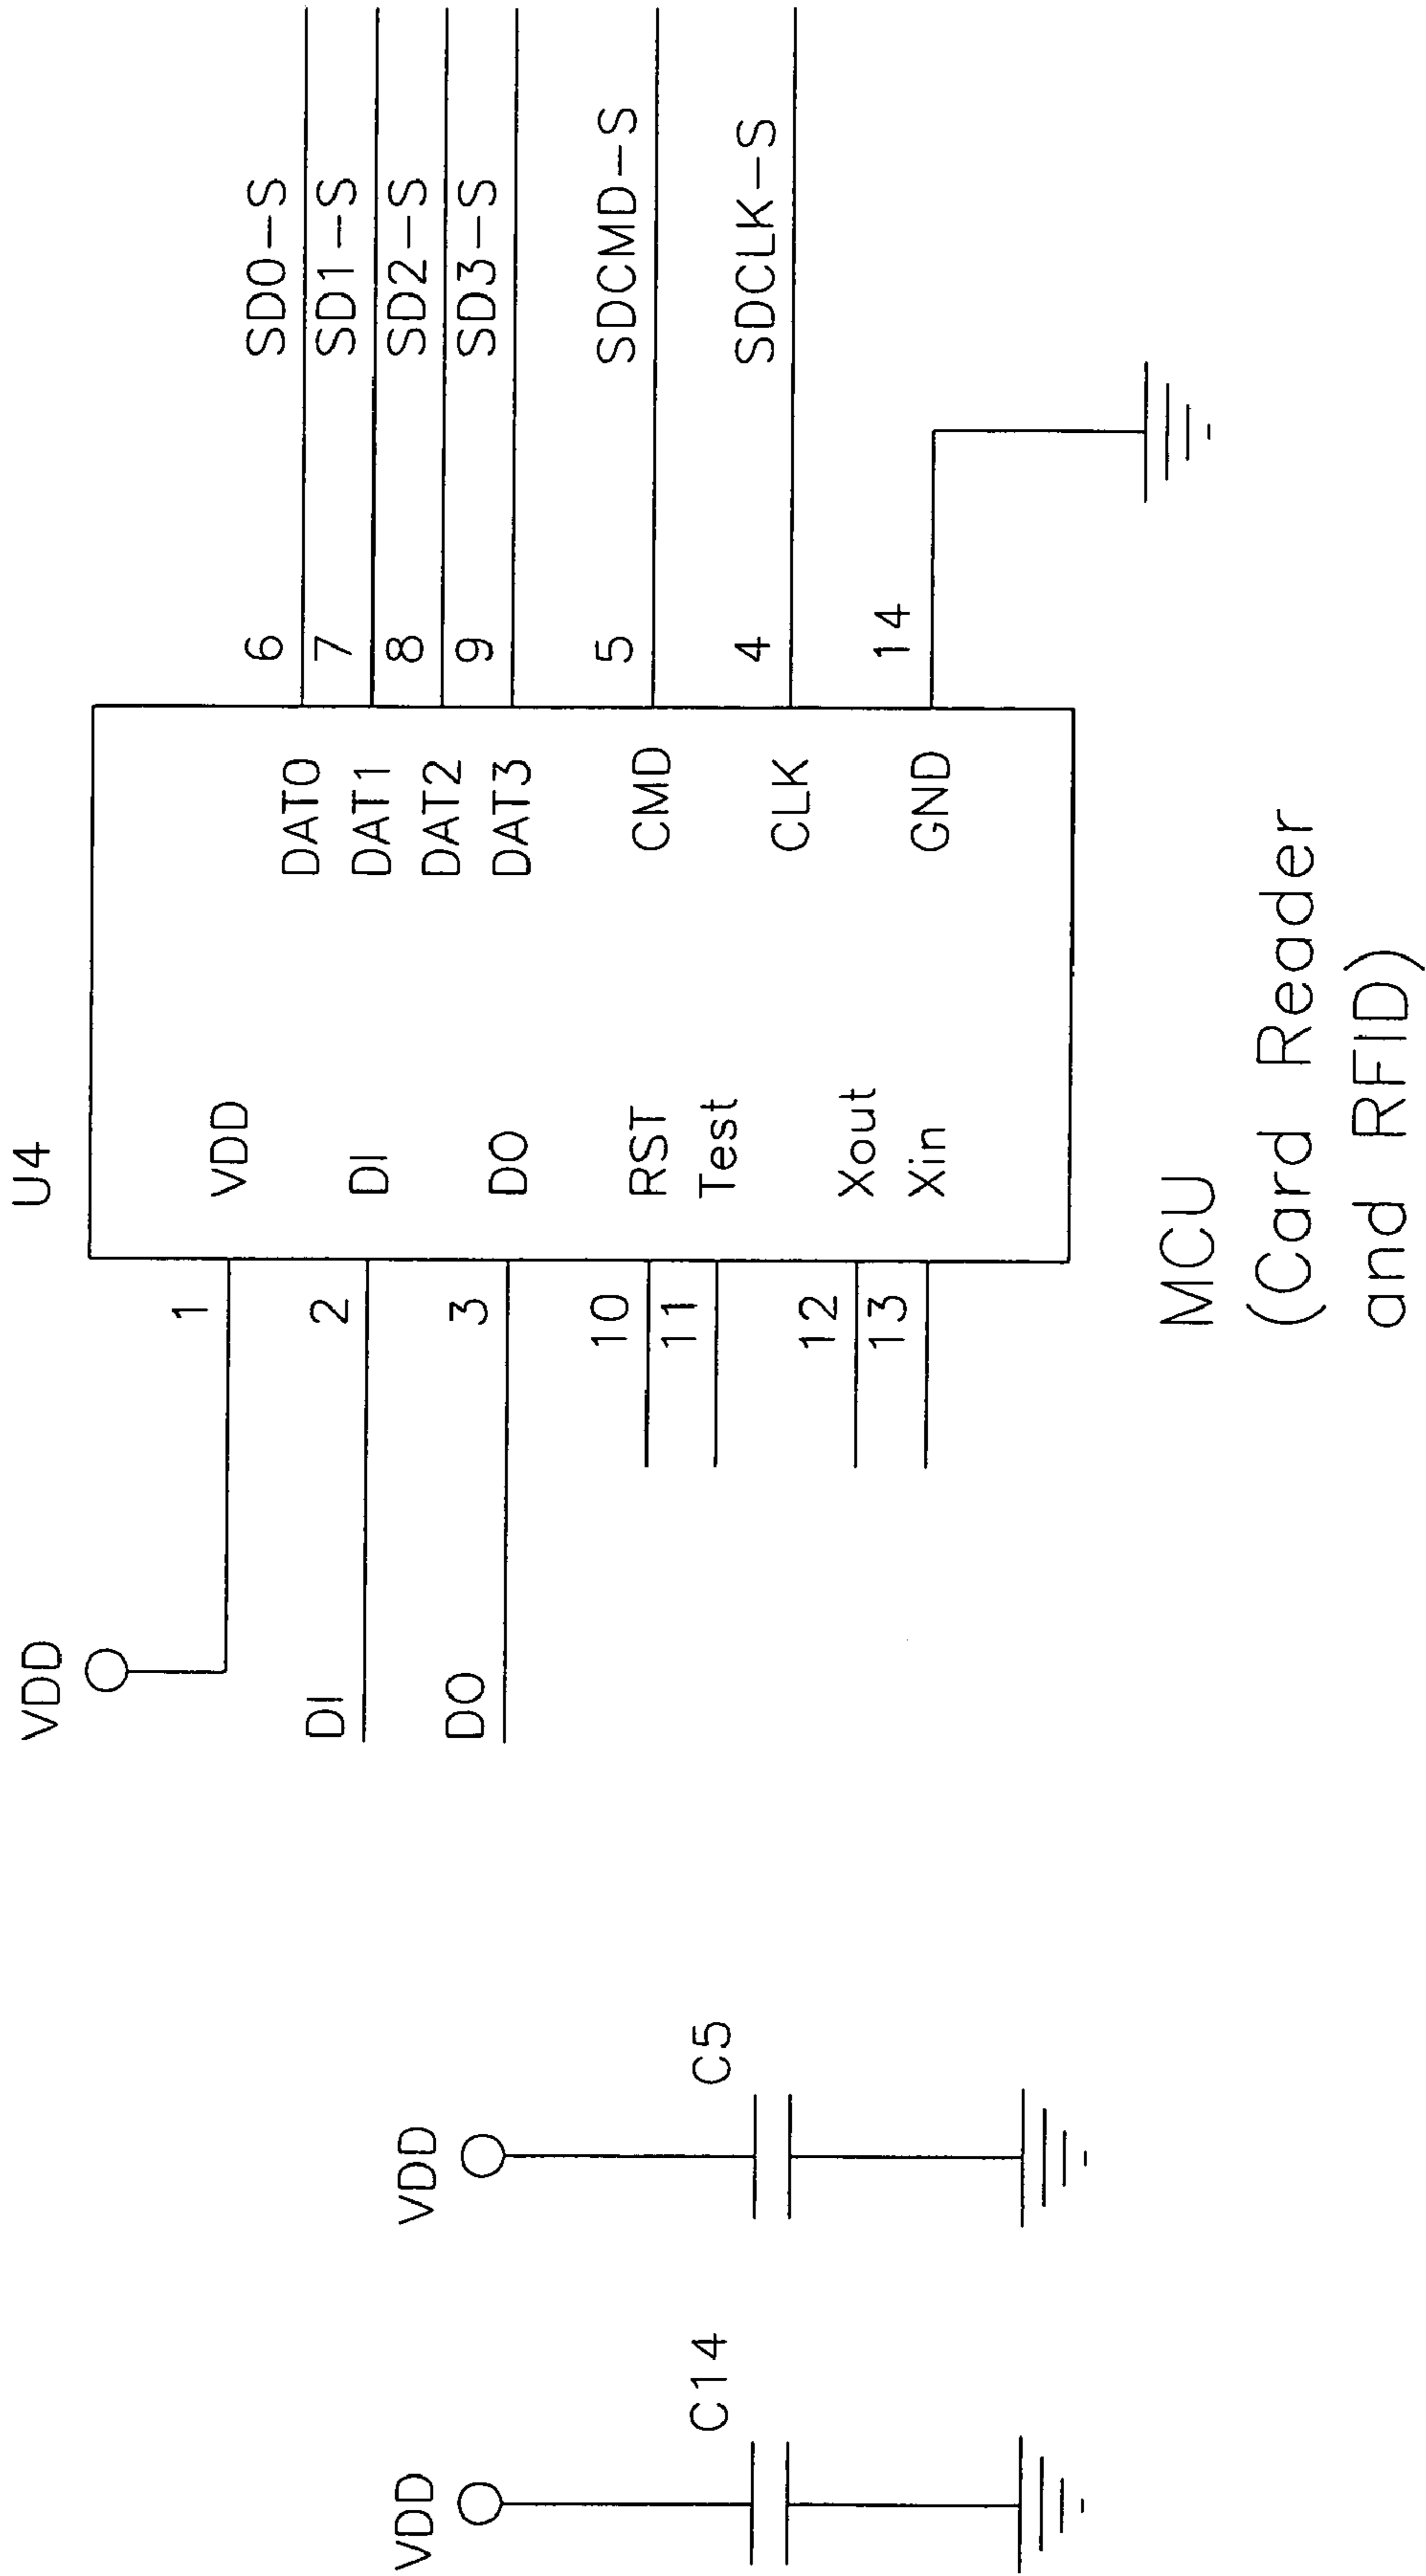 U4
VDD
VDD
1
DI
2
DO
3
10
11
12
13
VDD
DI
DO
RST
Test
Xout
Xin
DAT0
DAT1
DAT2
DAT3
CMD
CLK
GND
6
7
8
9
5
4
14
SD0-S
SD1-S
SD2-S
SD3-S
SDCMD-S
SDCLK-S
VDD
C14
VDD
C5
MCU
(Card Reader
and RFID)